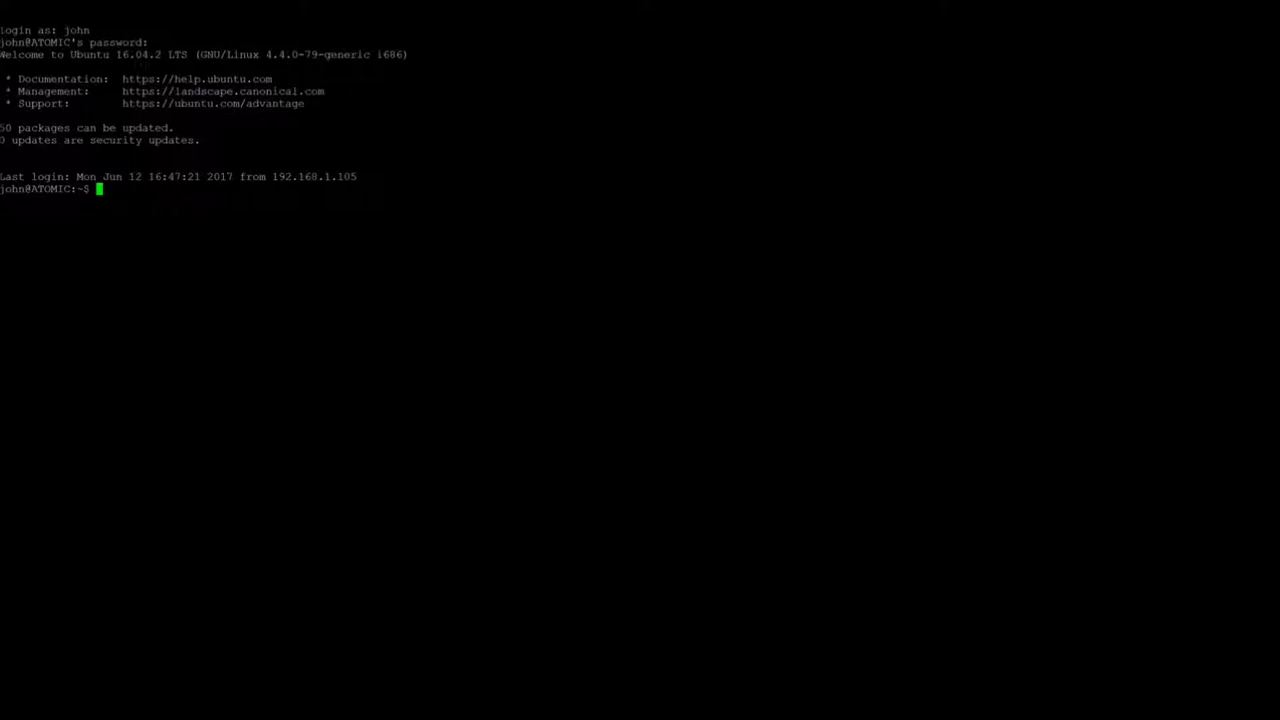 login as: john
john@ATOMIC's password:
Welcome to Ubuntu 16.04.2 LTS (GNU/Linux 4.4.0-79-generic i686)
* Documentation: https://help.ubuntu.com
* Management: https://landscape.canonical.com
* Support: https://ubuntu.com/advantage
50 packages can be updated.
0 updates are security updates.
Last login: Mon Jun 12 16:47:21 2017 from 192.168.1.105
john@ATOMIC:~$